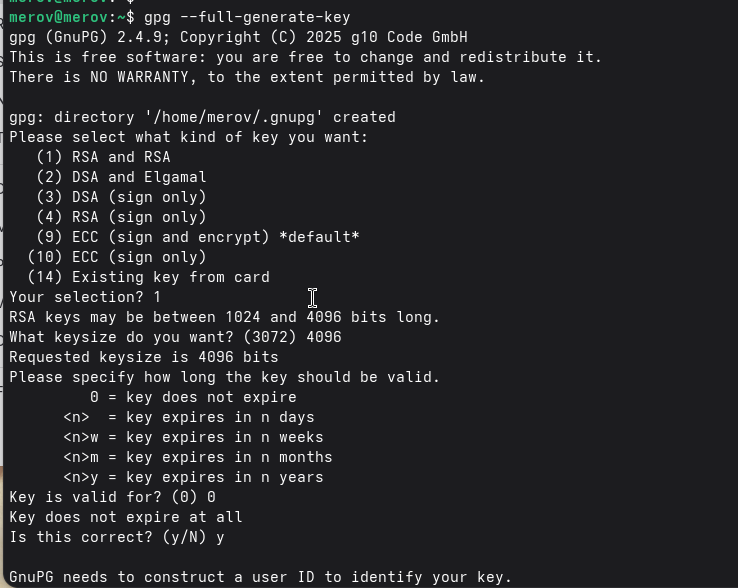 merov@merov:~$ gpg --full-generate-key
gpg (GnuPG) 2.4.9; Copyright (C) 2025 g10 Code GmbH
This is free software: you are free to change and redistribute it.
There is NO WARRANTY, to the extent permitted by law.

gpg: directory '/home/merov/.gnupg' created
Please select what kind of key you want:
   (1) RSA and RSA
   (2) DSA and Elgamal
   (3) DSA (sign only)
   (4) RSA (sign only)
   (9) ECC (sign and encrypt) *default*
  (10) ECC (sign only)
  (14) Existing key from card
Your selection? 1
RSA keys may be between 1024 and 4096 bits long.
What keysize do you want? (3072) 4096
Requested keysize is 4096 bits
Please specify how long the key should be valid.
         0 = key does not expire
      <n>  = key expires in n days
      <n>w = key expires in n weeks
      <n>m = key expires in n months
      <n>y = key expires in n years
Key is valid for? (0) 0
Key does not expire at all
Is this correct? (y/N) y

GnuPG needs to construct a user ID to identify your key.